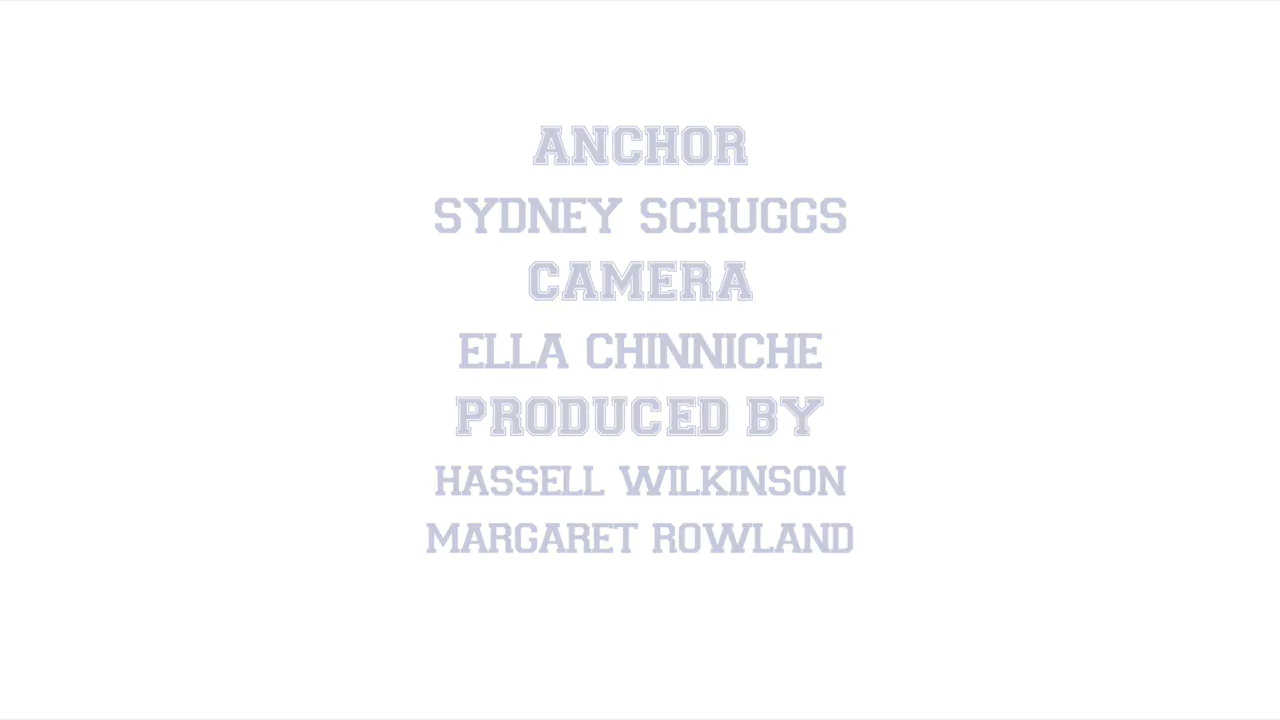 ANCHOR
SYDNEY SCRUGGS
CAMERA
ELLA CHINNICHE
PRODUCED BY
HASSELL WILKINSON
MARGARET ROWLAND